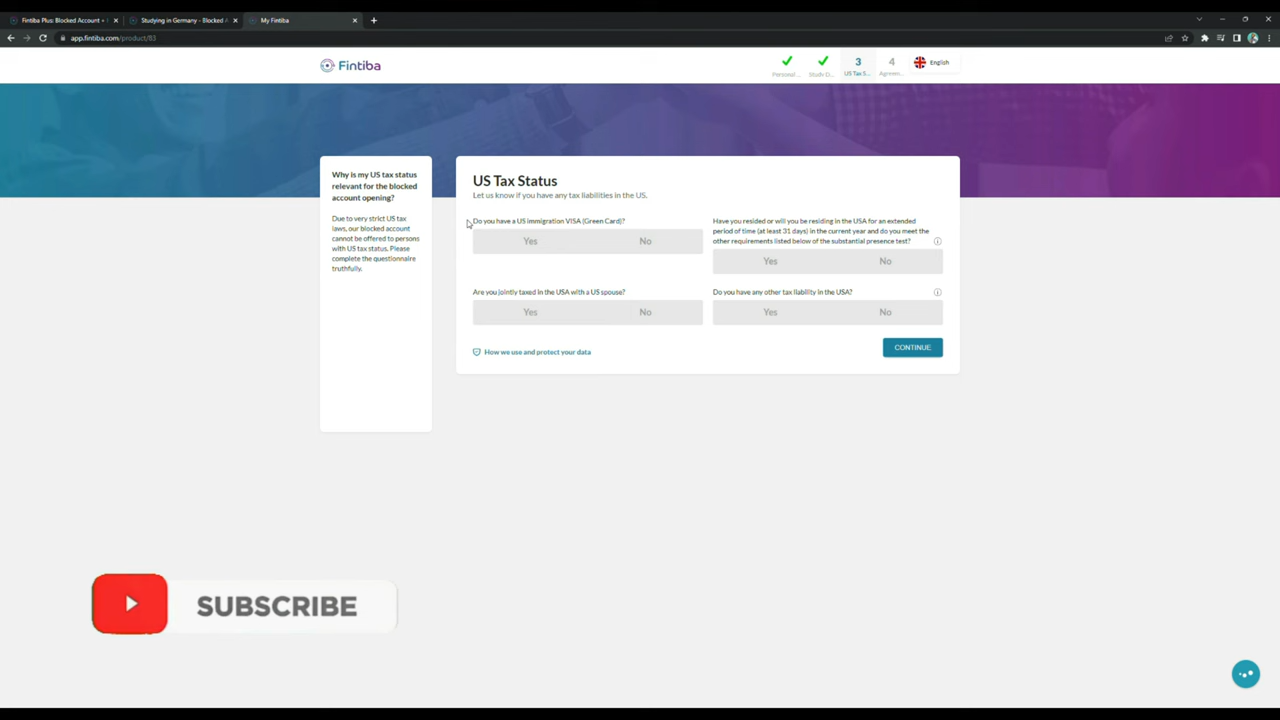 Fintiba Plus: Blocked Account +
Studying in Germany - Blocked A
My Fintiba
app.fintiba.com/product/83
Fintiba
3
4
English
Personal ...
Study D...
US Tax S...
Agreem...
Why is my US tax status
relevant for the blocked
account opening?
Due to very strict US tax
laws, our blocked account
cannot be offered to persons
with US tax status. Please
complete the questionnaire
truthfully.
US Tax Status
Let us know if you have any tax liabilities in the US.
Do you have a US immigration VISA (Green Card)?
Yes
No
Have you resided or will you be residing in the USA for an extended
period of time (at least 31 days) in the current year and do you meet the
other requirements listed below of the substantial presence test?
Yes
No
Are you jointly taxed in the USA with a US spouse?
Yes
No
Do you have any other tax liability in the USA?
Yes
No
How we use and protect your data
CONTINUE
SUBSCRIBE